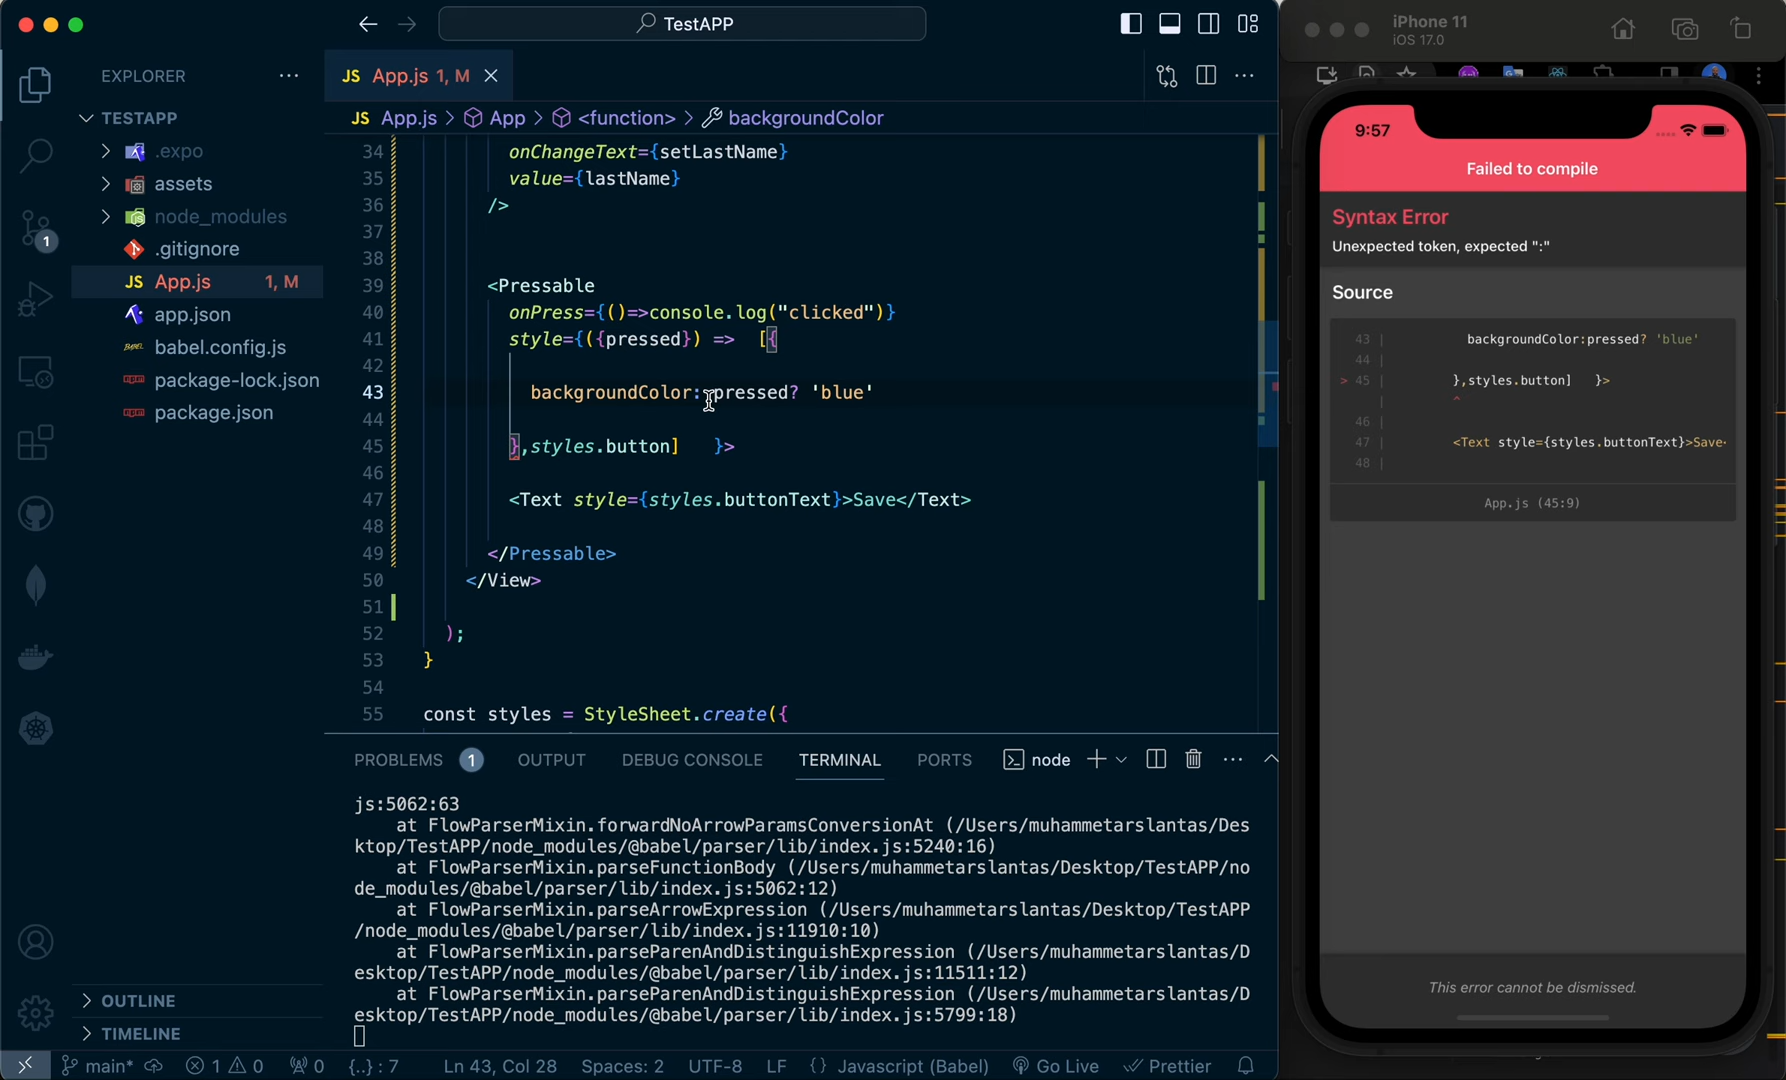 TestAPP
EXPLORER
TESTAPP
.expo
assets
node_modules
.gitignore
JS App.js 1, M
app.json
babel.config.js
package-lock.json
package.json
OUTLINE
TIMELINE
1
JS App.js 1, M
JS App.js > App > <function> > backgroundColor
34 onChangeText={setLastName}
35 value={lastName}
36 />
37
38
39 <Pressable
40 onPress={()=>console.log("clicked")}
41 style={({pressed}) => [{
42
43 backgroundColor: pressed? 'blue'
44
45 },styles.button] }>
46
47 <Text style={styles.buttonText}>Save</Text>
48
49 </Pressable>
50 </View>
51
52 );
53 }
54
55 const styles = StyleSheet.create({
PROBLEMS 1 OUTPUT DEBUG CONSOLE TERMINAL PORTS node
js:5062:63)
at FlowParserMixin.forwardNoArrowParamsConversionAt (/Users/muhammetarslantas/Des
ktop/TestAPP/node_modules/@babel/parser/lib/index.js:5240:16)
at FlowParserMixin.parseFunctionBody (/Users/muhammetarslantas/Desktop/TestAPP/no
de_modules/@babel/parser/lib/index.js:5062:12)
at FlowParserMixin.parseArrowExpression (/Users/muhammetarslantas/Desktop/TestAPP
/node_modules/@babel/parser/lib/index.js:11910:10)
at FlowParserMixin.parseParenAndDistinguishExpression (/Users/muhammetarslantas/D
esktop/TestAPP/node_modules/@babel/parser/lib/index.js:11511:12)
at FlowParserMixin.parseParenAndDistinguishExpression (/Users/muhammetarslantas/D
esktop/TestAPP/node_modules/@babel/parser/lib/index.js:5799:18)
main* 1 0 0 {..} : 7 Ln 43, Col 28 Spaces: 2 UTF-8 LF {} Javascript (Babel) Go Live Prettier
iPhone 11
iOS 17.0
9:57
Failed to compile
Syntax Error
Unexpected token, expected ":"
Source
43 | backgroundColor:pressed? 'blue'
44 |
> 45 | },styles.button] }>
| ^
46 |
47 | <Text style={styles.buttonText}>Save<
48 |
App.js (45:9)
This error cannot be dismissed.